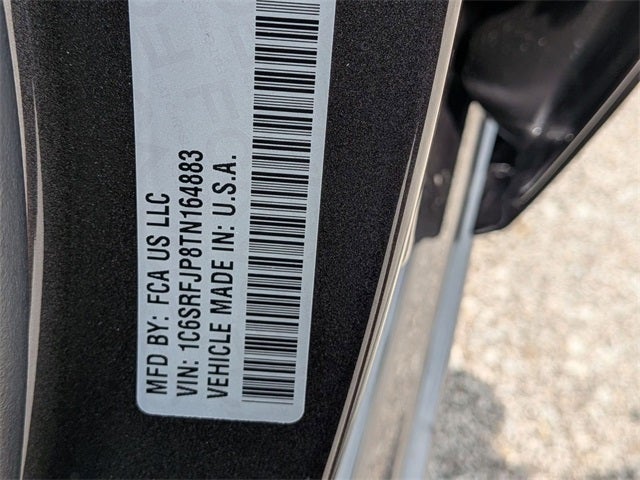 MFD BY: FCA US LLC
VIN: 1C6SRFJP8TN164883
VEHICLE MADE IN: U.S.A.